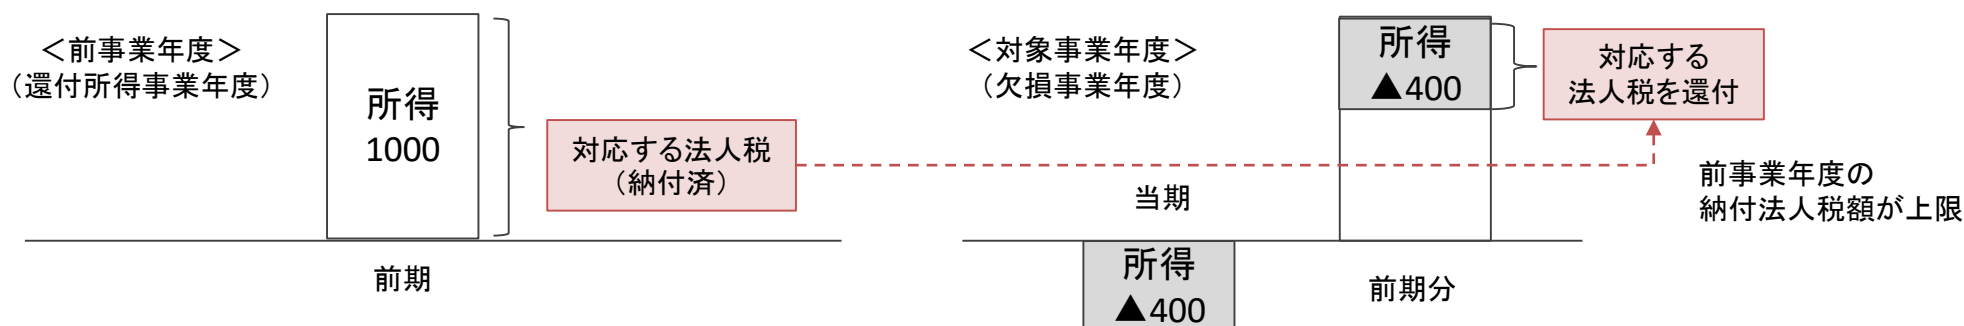 ＜前事業年度＞
（還付所得事業年度）
所得
1000
対応する法人税
（納付済）
前期
＜対象事業年度＞
（欠損事業年度）
所得
▲400
対応する
法人税を還付
当期
前事業年度の
納付法人税額が上限
所得
▲400
前期分